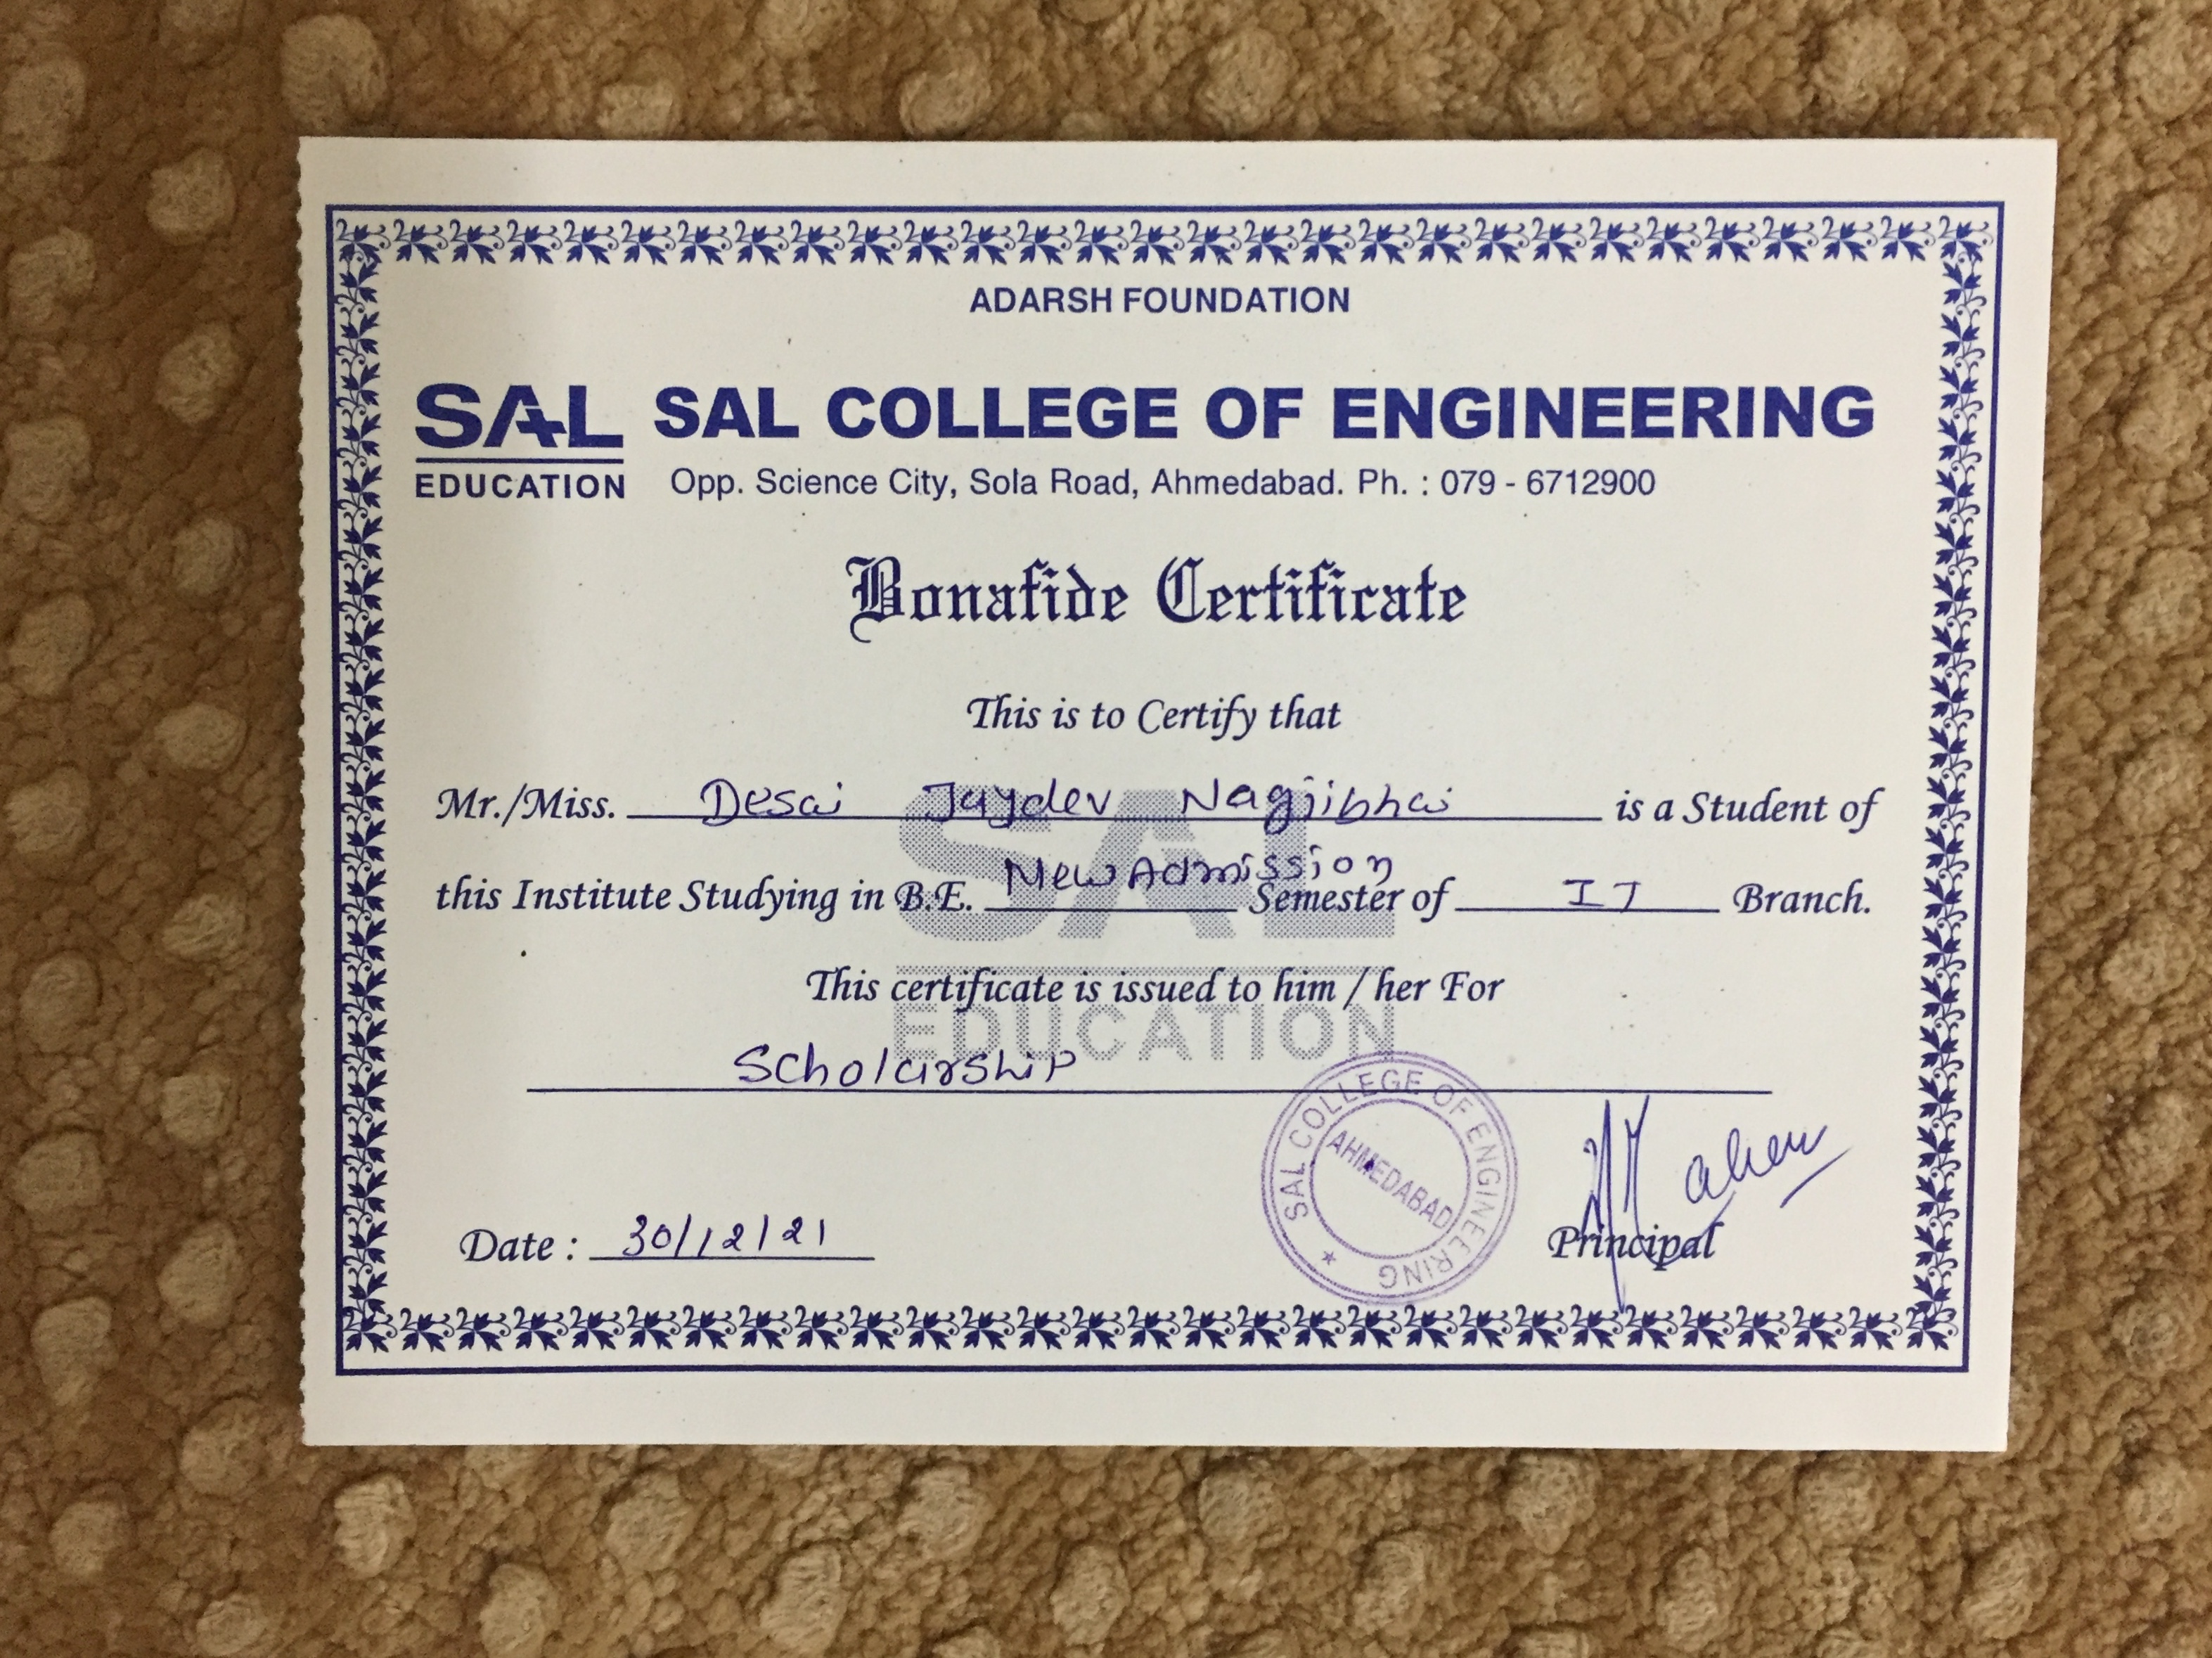 ADARSH FOUNDATION
SAL EDUCATION
SAL COLLEGE OF ENGINEERING
Opp. Science City, Sola Road, Ahmedabad. Ph. : 079 - 6712900
Bonafide Certificate
This is to Certify that
Mr./Miss. Desai Jaydev Nagjibhai is a Student of
this Institute Studying in B.E. New Admission Semester of IT Branch.
This certificate is issued to him / her For
Scholarship
SAL EDUCATION
SAL COLLEGE OF ENGINEERING
AHMEDABAD
Date : 30/12/21
Principal